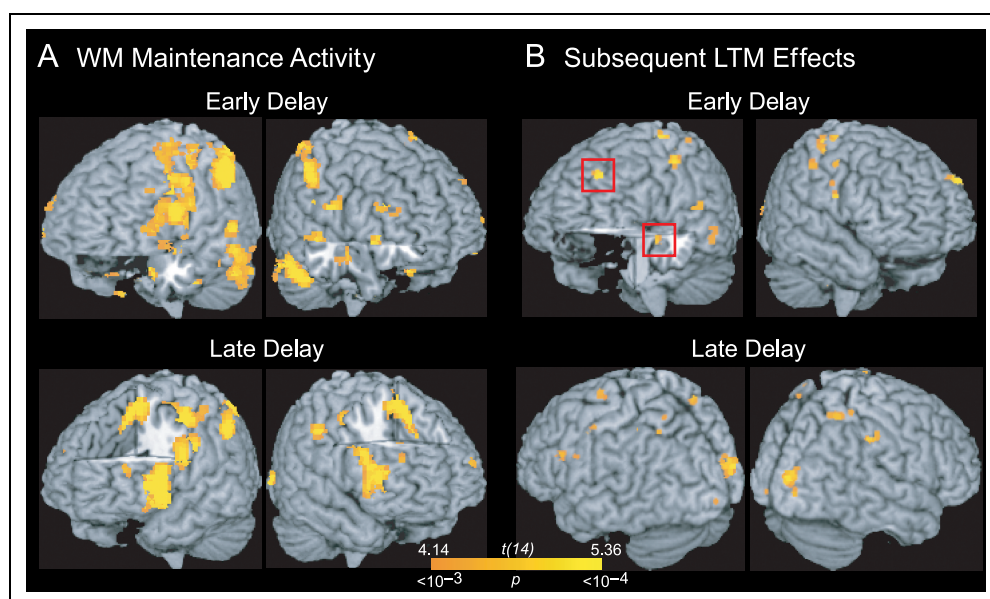 A WM Maintenance Activity
B Subsequent LTM Effects
Early Delay
Early Delay
Late Delay
Late Delay
4.14 t(14) 5.36
<10⁻³ p <10⁻⁴